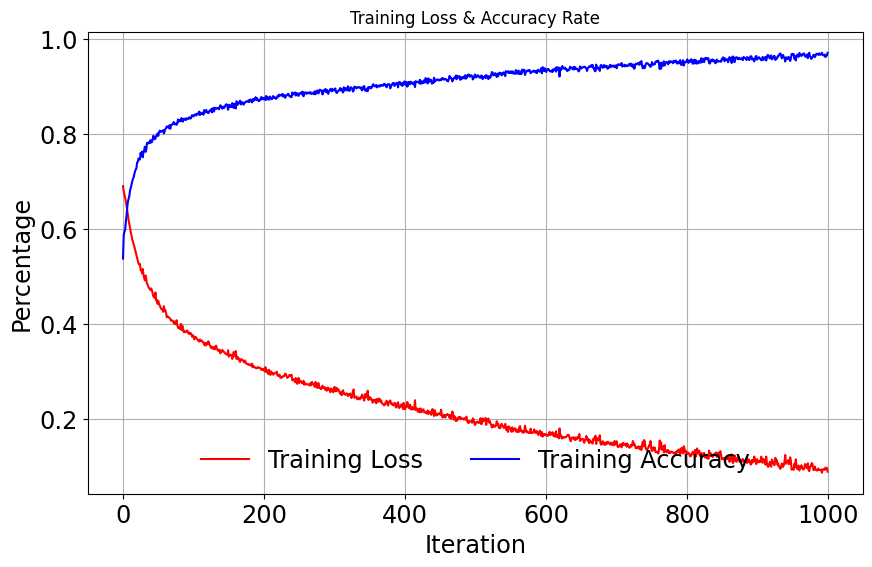 Training Loss & Accuracy Rate
1.0
0.8
0.6
0.4
0.2
Percentage
Training Loss Training Accuracy
0 200 400 600 800 1000
Iteration